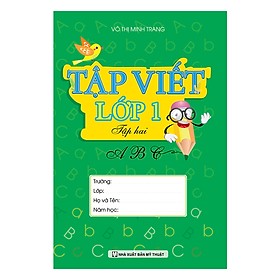 VÕ THỊ MINH TRANG
TẬP VIẾT
LỚP 1
Tập hai
A B C
Trường:
Lớp:
Họ và Tên:
Năm học:
NHÀ XUẤT BẢN MỸ THUẬT